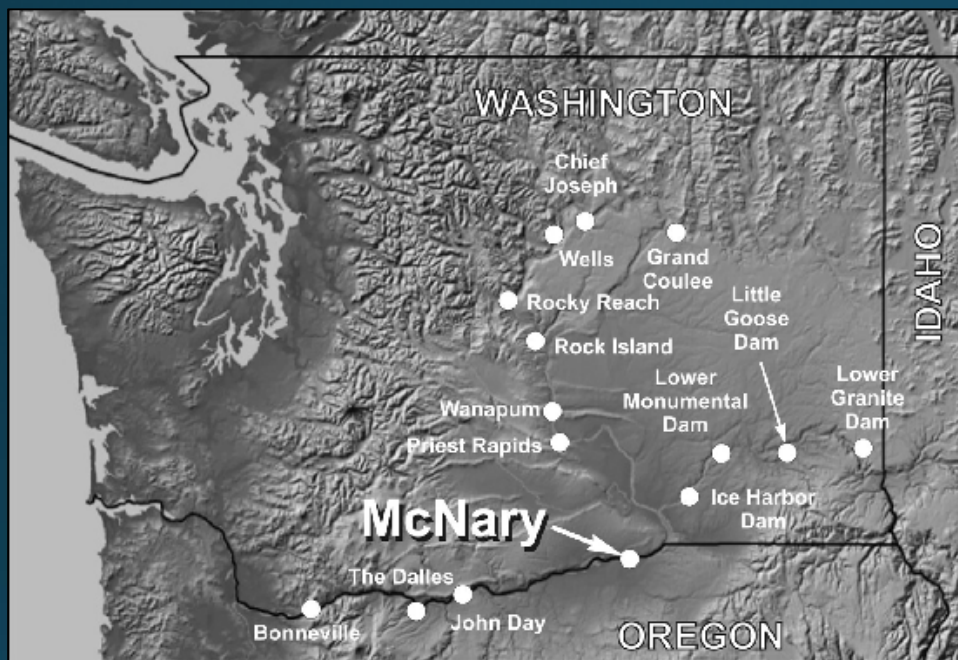 WASHINGTON
Chief
Joseph
Wells
Grand
Coulee
IDAHO
Little
Goose
Dam
Rocky Reach
Rock Island
Lower
Monumental
Dam
Lower
Granite
Dam
Wanapum
Priest Rapids
Ice Harbor
Dam
McNary
The Dalles
Bonneville
John Day
OREGON